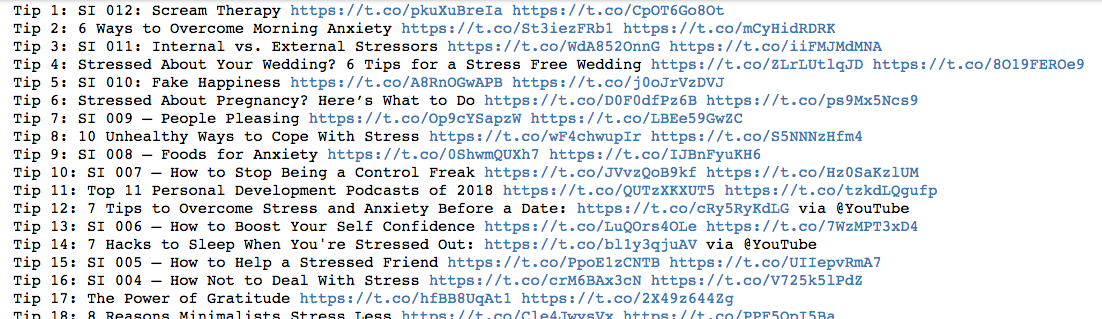 Tip 1: SI 012: Scream Therapy https://t.co/pkuXuBreIa https://t.co/CpOT6Go8Ot
Tip 2: 6 Ways to Overcome Morning Anxiety https://t.co/St3iezFRb1 https://t.co/mCyHidRDRK
Tip 3: SI 011: Internal vs. External Stressors https://t.co/WdA852OnnG https://t.co/iiFMJMdMNA
Tip 4: Stressed About Your Wedding? 6 Tips for a Stress Free Wedding https://t.co/ZLrLUtlqJD https://t.co/8O19FEROe9
Tip 5: SI 010: Fake Happiness https://t.co/A8RnOGwAPB https://t.co/j0oJrVzDVJ
Tip 6: Stressed About Pregnancy? Here’s What to Do https://t.co/D0F0dfPz6B https://t.co/ps9Mx5Ncs9
Tip 7: SI 009 – People Pleasing https://t.co/Op9cYSapzW https://t.co/LBEe59GwZC
Tip 8: 10 Unhealthy Ways to Cope With Stress https://t.co/wF4chwupIr https://t.co/S5NNNzHfm4
Tip 9: SI 008 – Foods for Anxiety https://t.co/0ShwmQUXh7 https://t.co/IJBnFyuKH6
Tip 10: SI 007 – How to Stop Being a Control Freak https://t.co/JVvzQoB9kf https://t.co/Hz0SaKzlUM
Tip 11: Top 11 Personal Development Podcasts of 2018 https://t.co/QUTzXKXUT5 https://t.co/tzkdLQgufp
Tip 12: 7 Tips to Overcome Stress and Anxiety Before a Date: https://t.co/cRy5RyKdLG via @YouTube
Tip 13: SI 006 – How to Boost Your Self Confidence https://t.co/LuQOrs4OLe https://t.co/7WzMPT3xD4
Tip 14: 7 Hacks to Sleep When You're Stressed Out: https://t.co/bl1y3qjuAV via @YouTube
Tip 15: SI 005 – How to Help a Stressed Friend https://t.co/PpoE1zCNTB https://t.co/UIIepvRmA7
Tip 16: SI 004 – How Not to Deal With Stress https://t.co/crM6BAx3cN https://t.co/V725k5lPdZ
Tip 17: The Power of Gratitude https://t.co/hfBB8UqAt1 https://t.co/2X49z644Zg
Tip 18: 8 Reasons Minimalists Stress Less